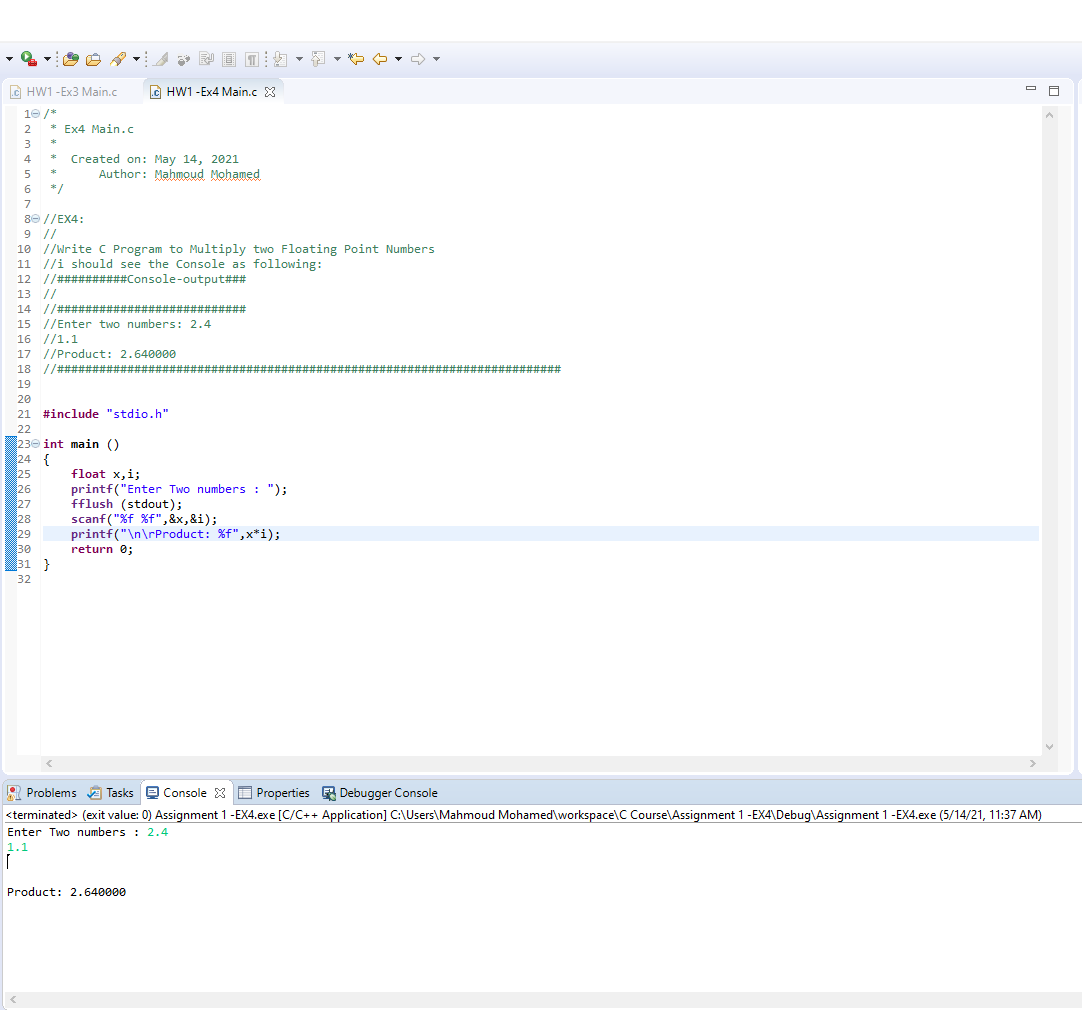 HW1 -Ex3 Main.c HW1 -Ex4 Main.c
1 /*
2  * Ex4 Main.c
3  *
4  *  Created on: May 14, 2021
5  *      Author: Mahmoud Mohamed
6  */
7
8 //EX4:
9 //
10 //Write C Program to Multiply two Floating Point Numbers
11 //i should see the Console as following:
12 //##########Console-output###
13 //
14 //###########################
15 //Enter two numbers: 2.4
16 //1.1
17 //Product: 2.640000
18 //########################################################################
19
20
21 #include "stdio.h"
22
23 int main ()
24 {
25     float x,i;
26     printf("Enter Two numbers : ");
27     fflush (stdout);
28     scanf("%f %f",&x,&i);
29     printf("\n\rProduct: %f",x*i);
30     return 0;
31 }
32
Problems Tasks Console Properties Debugger Console
<terminated> (exit value: 0) Assignment 1 -EX4.exe [C/C++ Application] C:\Users\Mahmoud Mohamed\workspace\C Course\Assignment 1 -EX4\Debug\Assignment 1 -EX4.exe (5/14/21, 11:37 AM)
Enter Two numbers : 2.4
1.1
Product: 2.640000